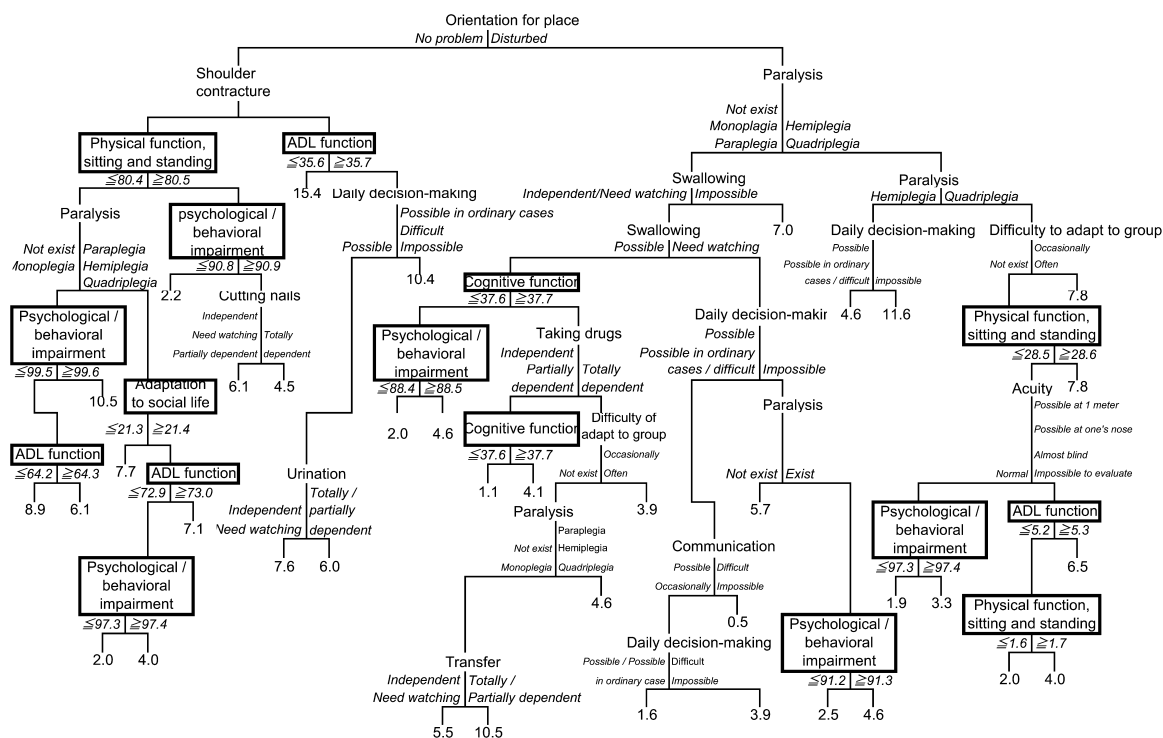 Orientation for place
No problem Disturbed
Shoulder
contracture
Paralysis
Not exist
Monoplagia Hemiplegia
Paraplegia Quadriplegia
Physical function,
sitting and standing
≦80.4 ≧80.5
ADL function
≦35.6 ≧35.7
15.4
Daily decision-making
Possible in ordinary cases
Difficult
Possible Impossible
10.4
Paralysis
Not exist Paraplegia
Monoplegia Hemiplegia
Quadriplegia
psychological /
behavioral
impairment
≦90.8 ≧90.9
2.2
Cutting nails
Independent
Need watching Totally
Partially dependent dependent
6.1 4.5
Psychological /
behavioral
impairment
≦99.5 ≧99.6
10.5
Adaptation
to social life
≦21.3 ≧21.4
7.7
ADL function
≦64.2 ≧64.3
8.9 6.1
ADL function
≦72.9 ≧73.0
7.1
Psychological /
behavioral
impairment
≦97.3 ≧97.4
2.0 4.0
Urination
Totally /
Independent partially
Need watching dependent
7.6 6.0
Swallowing
Independent/Need watching Impossible
7.0
Swallowing
Possible Need watching
Cognitive function
≦37.6 ≧37.7
Psychological /
behavioral
impairment
≦88.4 ≧88.5
2.0 4.6
Taking drugs
Independent
Partially Totally
dependent dependent
Cognitive function
≦37.6 ≧37.7
1.1 4.1
Difficulty of
adapt to group
Occasionally
Not exist Often
3.9
Paralysis
Paraplegia
Not exist Hemiplegia
Monoplegia Quadriplegia
4.6
Transfer
Independent Totally /
Need watching Partially dependent
5.5 10.5
Daily decision-makir
Possible
Possible in ordinary
cases / difficult Impossible
Paralysis
Not exist Exist
5.7
Communication
Possible Difficult
Occasionally Impossible
0.5
Daily decision-making
Possible / Possible Difficult
in ordinary case Impossible
1.6 3.9
Psychological /
behavioral
impairment
≦91.2 ≧91.3
2.5 4.6
Paralysis
Hemiplegia Quadriplegia
Daily decision-making
Possible
Possible in ordinary
cases / difficult impossible
4.6 11.6
Difficulty to adapt to group
Occasionally
Not exist Often
7.8
Physical function,
sitting and standing
≦28.5 ≧28.6
7.8
Acuity
Possible at 1 meter
Possible at one's nose
Almost blind
Normal Impossible to evaluate
Psychological /
behavioral
impairment
≦97.3 ≧97.4
1.9 3.3
ADL function
≦5.2 ≧5.3
6.5
Physical function,
sitting and standing
≦1.6 ≧1.7
2.0 4.0